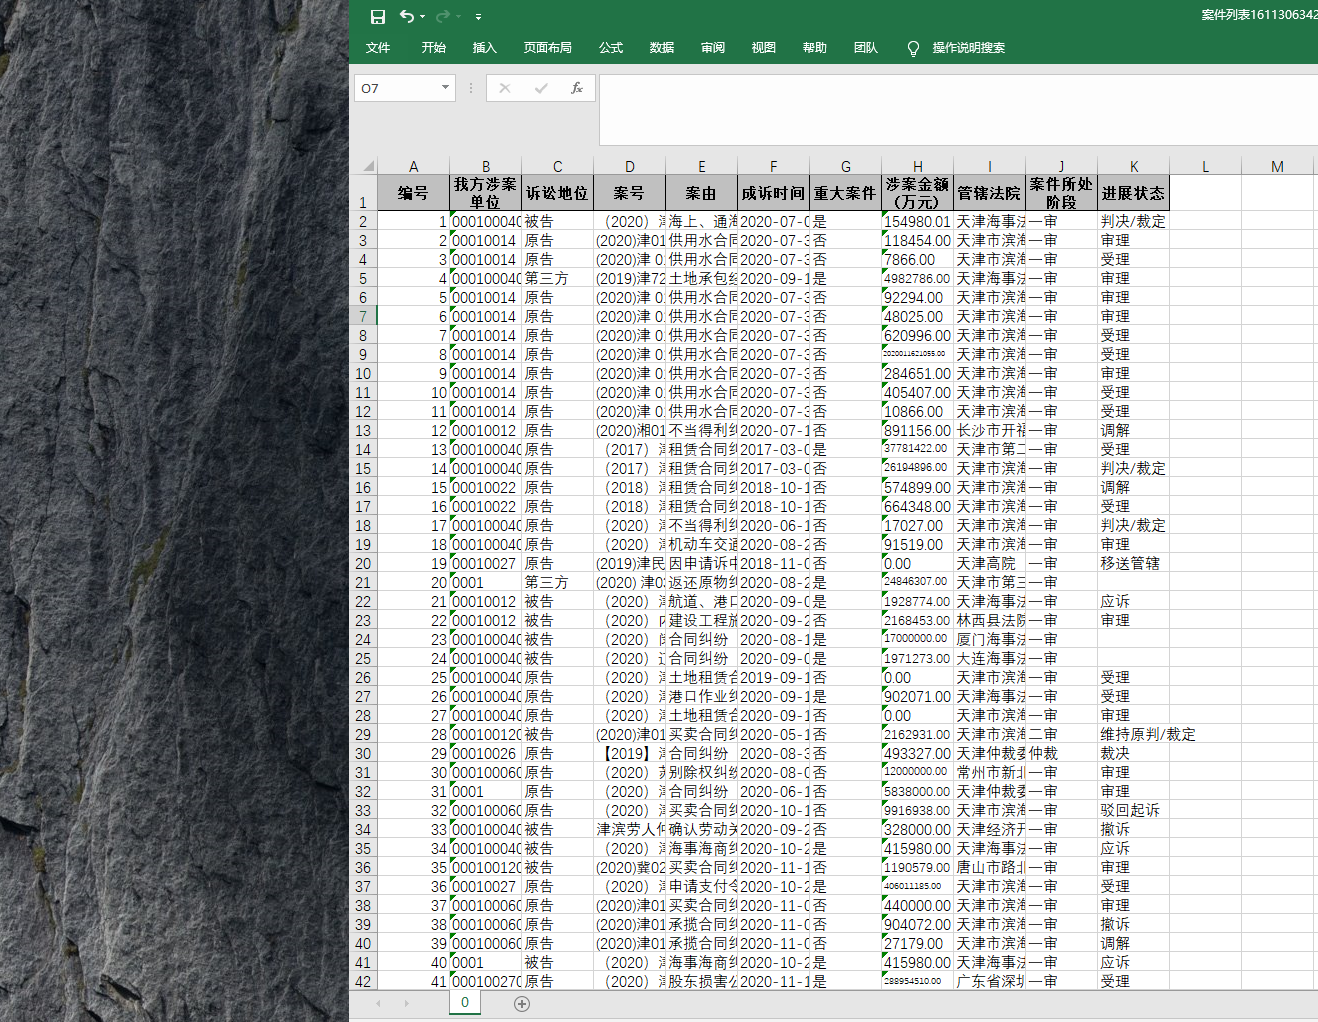 案件列表1611306342
文件 开始 插入 页面布局 公式 数据 审阅 视图 帮助 团队 操作说明搜索
O7 fx
A B C D E F G H I J K L M
1 编号 我方涉案单位 诉讼地位 案号 案由 成诉时间 重大案件 涉案金额(万元) 管辖法院 案件所处阶段 进展状态
2 1 000100040 被告 （2020）海上、通海 2020-07-0 是 154980.01 天津海事法 一审 判决/裁定
3 2 00010014 原告 (2020)津01 供用水合同 2020-07-3 否 118454.00 天津市滨海 一审 审理
4 3 00010014 原告 (2020)津 0 供用水合同 2020-07-3 否 7866.00 天津市滨海 一审 受理
5 4 000100040 第三方 (2019)津72 土地承包经 2020-09-1 是 4982786.00 天津海事法 一审 审理
6 5 00010014 原告 (2020)津 0 供用水合同 2020-07-3 否 92294.00 天津市滨海 一审 审理
7 6 00010014 原告 (2020)津 0 供用水合同 2020-07-3 否 48025.00 天津市滨海 一审 审理
8 7 00010014 原告 (2020)津 0 供用水合同 2020-07-3 否 620996.00 天津市滨海 一审 受理
9 8 00010014 原告 (2020)津 0 供用水合同 2020-07-3 否 2020011621055.00 天津市滨海 一审 受理
10 9 00010014 原告 (2020)津 0 供用水合同 2020-07-3 否 284651.00 天津市滨海 一审 审理
11 10 00010014 原告 (2020)津 0 供用水合同 2020-07-3 否 405407.00 天津市滨海 一审 受理
12 11 00010014 原告 (2020)津 0 供用水合同 2020-07-3 否 10866.00 天津市滨海 一审 受理
13 12 00010012 原告 (2020)湘01 不当得利纠 2020-07-1 否 891156.00 长沙市开福 一审 调解
14 13 000100040 原告 （2017）租赁合同纠 2017-03-0 是 37781422.00 天津市第二 一审 受理
15 14 000100040 原告 （2017）租赁合同纠 2017-03-0 否 26194896.00 天津市滨海 一审 判决/裁定
16 15 00010022 原告 （2018）租赁合同纠 2018-10-1 否 574899.00 天津市滨海 一审 调解
17 16 00010022 原告 （2018）租赁合同纠 2018-10-1 否 664348.00 天津市滨海 一审 受理
18 17 000100040 原告 （2020）不当得利纠 2020-06-1 否 17027.00 天津市滨海 一审 判决/裁定
19 18 000100040 原告 （2020）机动车交通 2020-08-2 否 91519.00 天津市滨海 一审 审理
20 19 00010027 原告 (2019)津民 因申请诉中 2018-11-0 否 0.00 天津高院 一审 移送管辖
21 20 0001 第三方 (2020) 津0 返还原物纠 2020-08-2 是 24846307.00 天津市第三 一审
22 21 00010012 被告 （2020）航道、港口 2020-09-0 是 1928774.00 天津海事法 一审 应诉
23 22 00010012 被告 （2020）内 建设工程施 2020-09-2 否 2168453.00 林西县法院 一审 审理
24 23 000100040 被告 （2020）合同纠纷 2020-08-1 是 17000000.00 厦门海事法 一审
25 24 000100040 被告 （2020）合同纠纷 2020-09-0 是 1971273.00 大连海事法 一审
26 25 000100040 原告 （2020）土地租赁合 2019-09-1 否 0.00 天津市滨海 一审 受理
27 26 000100040 被告 （2020）港口作业纠 2020-09-1 是 902071.00 天津海事法 一审 受理
28 27 000100040 原告 （2020）土地租赁合 2020-09-1 否 0.00 天津市滨海 一审 审理
29 28 000100120 被告 (2020)津01 买卖合同纠 2020-05-1 否 2162931.00 天津市滨海 二审 维持原判/裁定
30 29 00010026 原告 【2019】合同纠纷 2020-08-3 否 493327.00 天津仲裁委 仲裁 裁决
31 30 000100060 原告 （2020）别除权纠纷 2020-08-0 否 12000000.00 常州市新北 一审 审理
32 31 0001 原告 （2020）合同纠纷 2020-06-1 否 5838000.00 天津仲裁委 一审 审理
33 32 000100060 原告 （2020）买卖合同纠 2020-10-1 否 9916938.00 天津市滨海 一审 驳回起诉
34 33 000100040 被告 津滨劳人仲 确认劳动关 2020-09-2 否 328000.00 天津经济开 一审 撤诉
35 34 000100040 被告 （2020）海事海商纠 2020-10-2 是 415980.00 天津海事法 一审 应诉
36 35 000100120 被告 (2020)冀02 买卖合同纠 2020-11-1 否 1190579.00 唐山市路北 一审 审理
37 36 00010027 原告 （2020）申请支付令 2020-10-2 是 406011185.00 天津市滨海 一审 受理
38 37 000100060 原告 (2020)津01 买卖合同纠 2020-11-0 否 440000.00 天津市滨海 一审 审理
39 38 000100060 原告 (2020)津01 承揽合同纠 2020-11-0 否 904072.00 天津市滨海 一审 撤诉
40 39 000100060 原告 (2020)津01 承揽合同纠 2020-11-0 否 27179.00 天津市滨海 一审 调解
41 40 0001 被告 （2020）海事海商纠 2020-10-2 是 415980.00 天津海事法 一审 应诉
42 41 000100270 原告 （2020）股东损害公 2020-11-1 是 288954510.00 广东省深圳 一审 受理
0